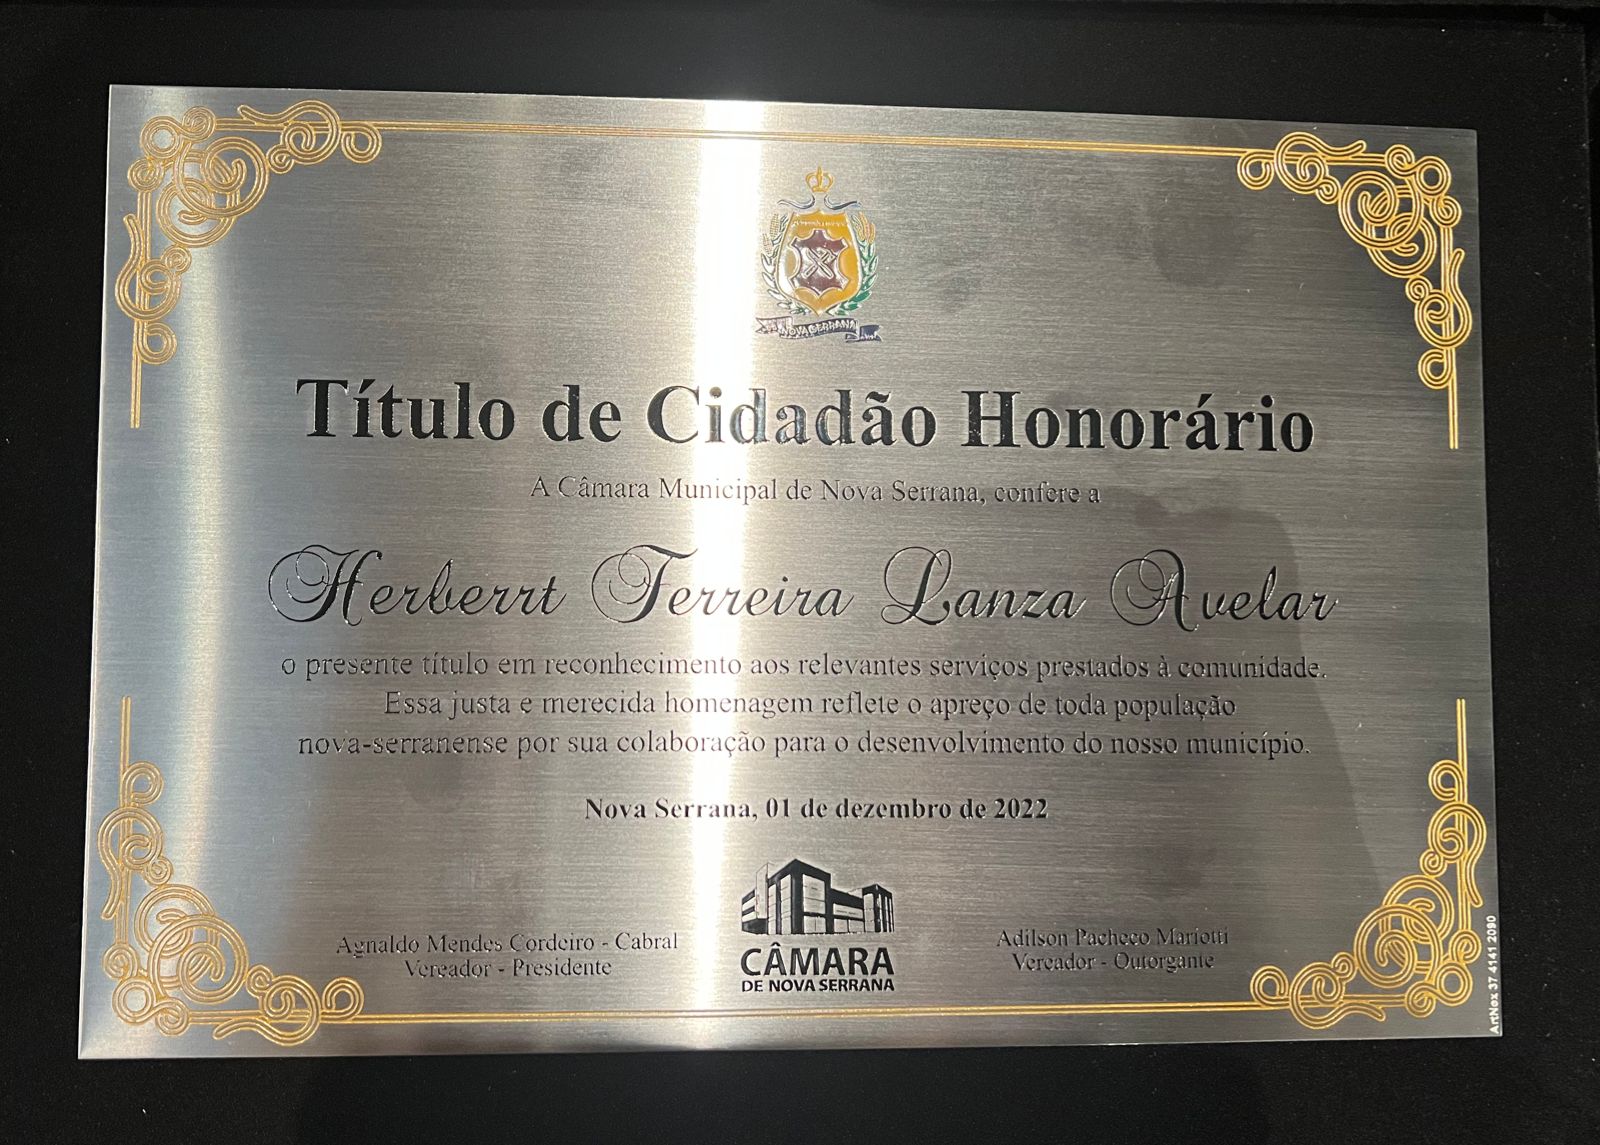 NOVA SERRANA
Título de Cidadão Honorário
A Câmara Municipal de Nova Serrana, confere a
Herberrt Ferreira Lanza Avelar
o presente título em reconhecimento aos relevantes serviços prestados à comunidade.
Essa justa e merecida homenagem reflete o apreço de toda população
nova-serranense por sua colaboração para o desenvolvimento do nosso município.
Nova Serrana, 01 de dezembro de 2022
Agnaldo Mendes Cordeiro - Cabral
Vereador - Presidente
CÂMARA
DE NOVA SERRANA
Adilson Pacheco Mariotti
Vereador - Outorgante
ArtNox 37 4141 2090